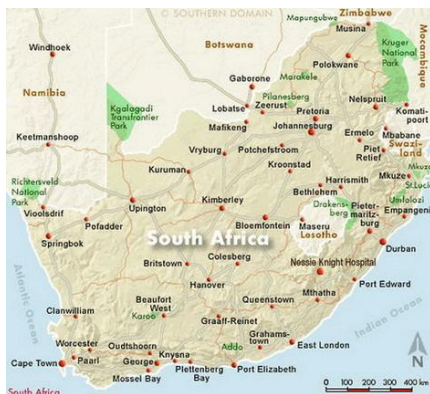 © SOUTHERN DOMAIN
Zimbabwe
Mapungubwe
Musina
Mozambique
Kruger
National
Park
Botswana
Windhoek
Polokwane
Marakele
Gaborone
Namibia
Pilanesberg
Nelspruit
Lobatse
Zeerust
Pretoria
Komati-
poort
Kgalagadi
Transfrontier
Park
Mafikeng
Johannesburg
Mbabane
Ermelo
Swazi-
land
Keetmanshoop
Vryburg
Potchefstroom
Piet
Relief
Kroonstad
Mkuze
Mkuze
Kuruman
Harrismith
St.Lucia
Richtersveld
National
Park
Bethlehem
Umfolozi
Drakens-
berg
Pieter-
maritz-
burg
Empangeni
Vioolsdrif
Upington
Kimberley
Pofadder
Bloemfontein
Maseru
Lesotho
Springbok
South Africa
Durban
Nessie Knight Hospital
Britstown
Colesberg
Atlantic Ocean
Hanover
Port Edward
Beaufort
West
Queenstown
Mthatha
Indian Ocean
Clanwilliam
Karoo
Graaff-Reinet
Grahams-
town
East London
N
Worcester
Oudtshoorn
Knysna
Addo
Cape Town
Paarl
George
Plettenberg
Bay
Port Elizabeth
Mossel Bay
0 100 200 300 400 km
South Africa